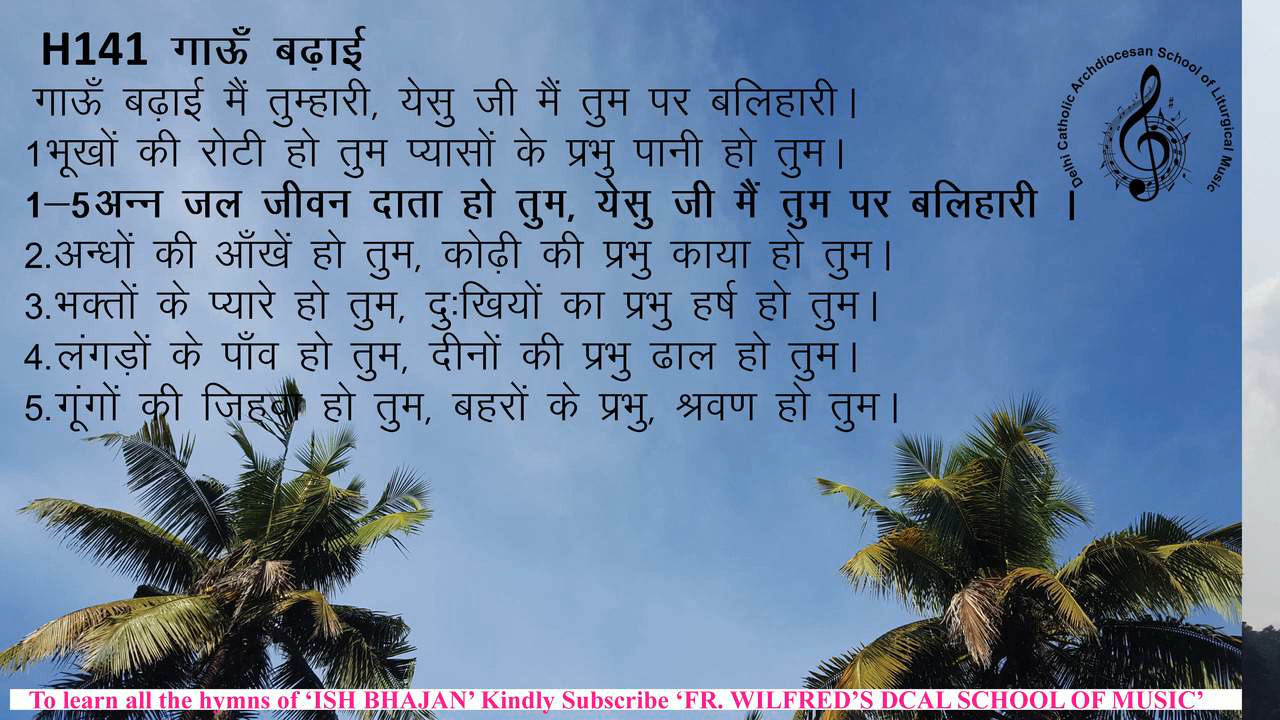 H141 गाऊँ बढ़ाई
गाऊँ बढ़ाई मैं तुम्हारी, येसु जी मैं तुम पर बलिहारी।
1भूखों की रोटी हो तुम प्यासों के प्रभु पानी हो तुम।
1–5अन्न जल जीवन दाता हो तुम, येसु जी मैं तुम पर बलिहारी ।
2.अन्धों की आँखें हो तुम, कोढ़ी की प्रभु काया हो तुम।
3.भक्तों के प्यारे हो तुम, दुःखियों का प्रभु हर्ष हो तुम।
4.लंगड़ों के पाँव हो तुम, दीनों की प्रभु ढाल हो तुम।
5.गूंगों की जिहवा हो तुम, बहरों के प्रभु, श्रवण हो तुम।
Delhi Catholic Archdiocesan School of Liturgical Music
To learn all the hymns of ‘ISH BHAJAN’ Kindly Subscribe ‘FR. WILFRED’S DCAL SCHOOL OF MUSIC’